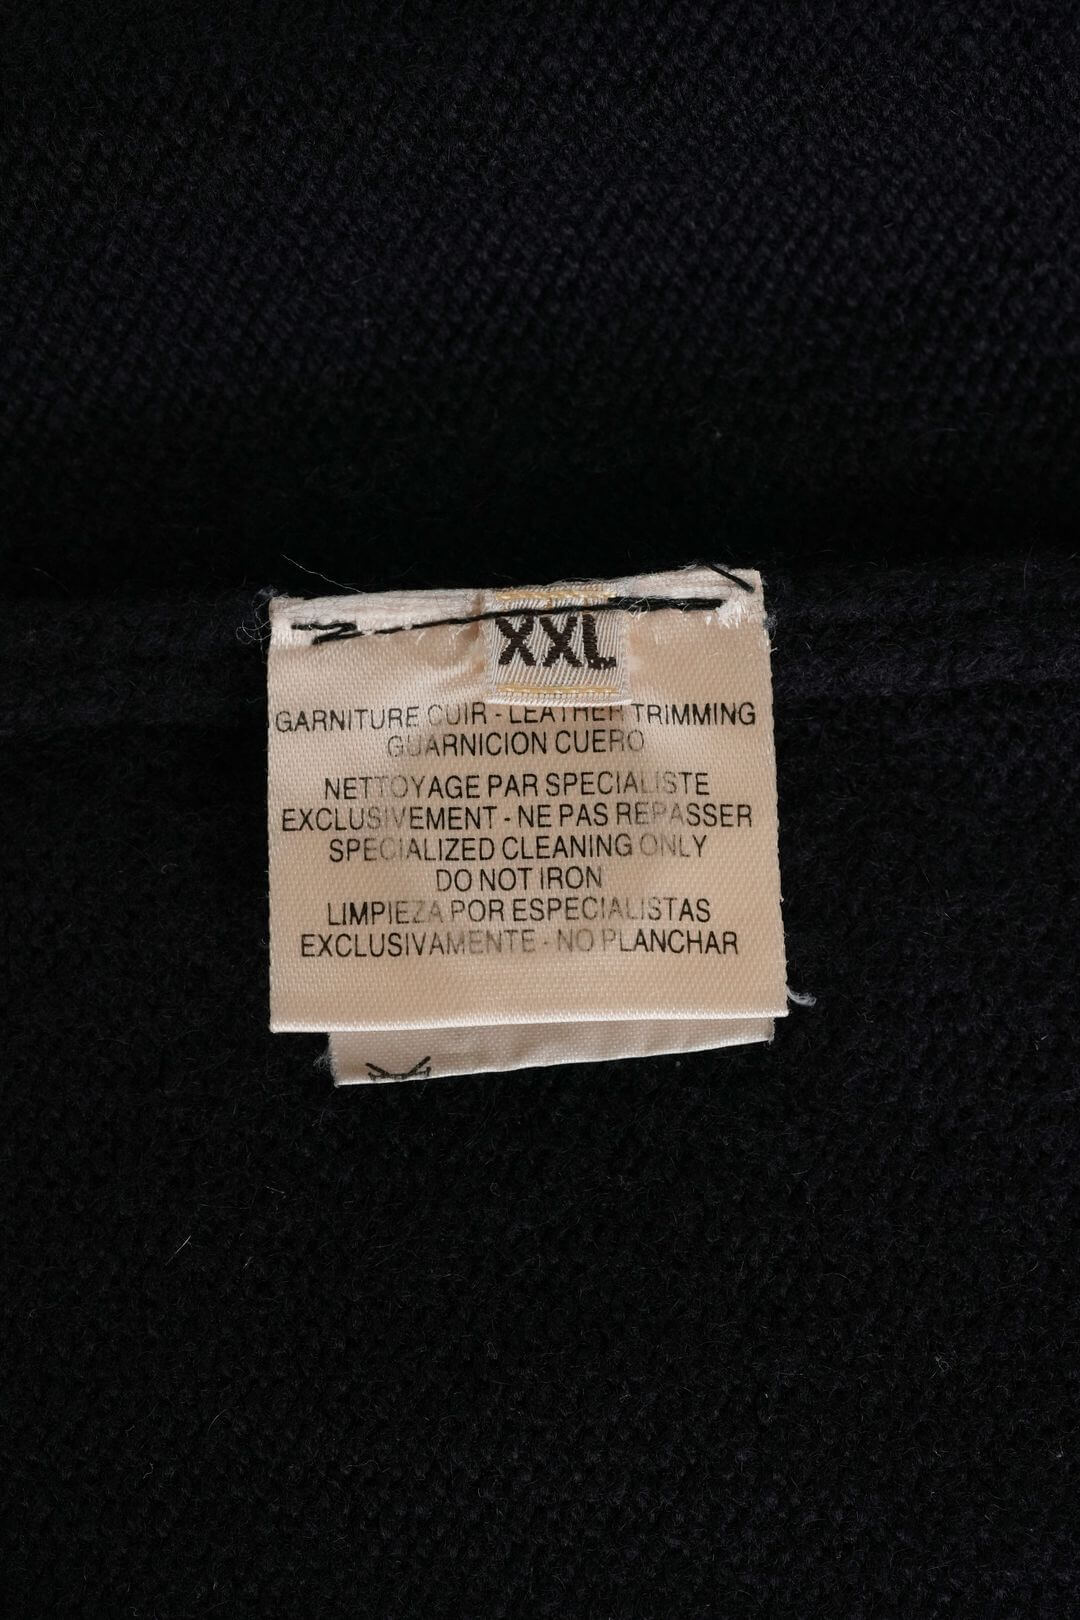 XXL
GARNITURE CUIR - LEATHER TRIMMING
GUARNICION CUERO
NETTOYAGE PAR SPECIALISTE
EXCLUSIVEMENT - NE PAS REPASSER
SPECIALIZED CLEANING ONLY
DO NOT IRON
LIMPIEZA POR ESPECIALISTAS
EXCLUSIVAMENTE - NO PLANCHAR